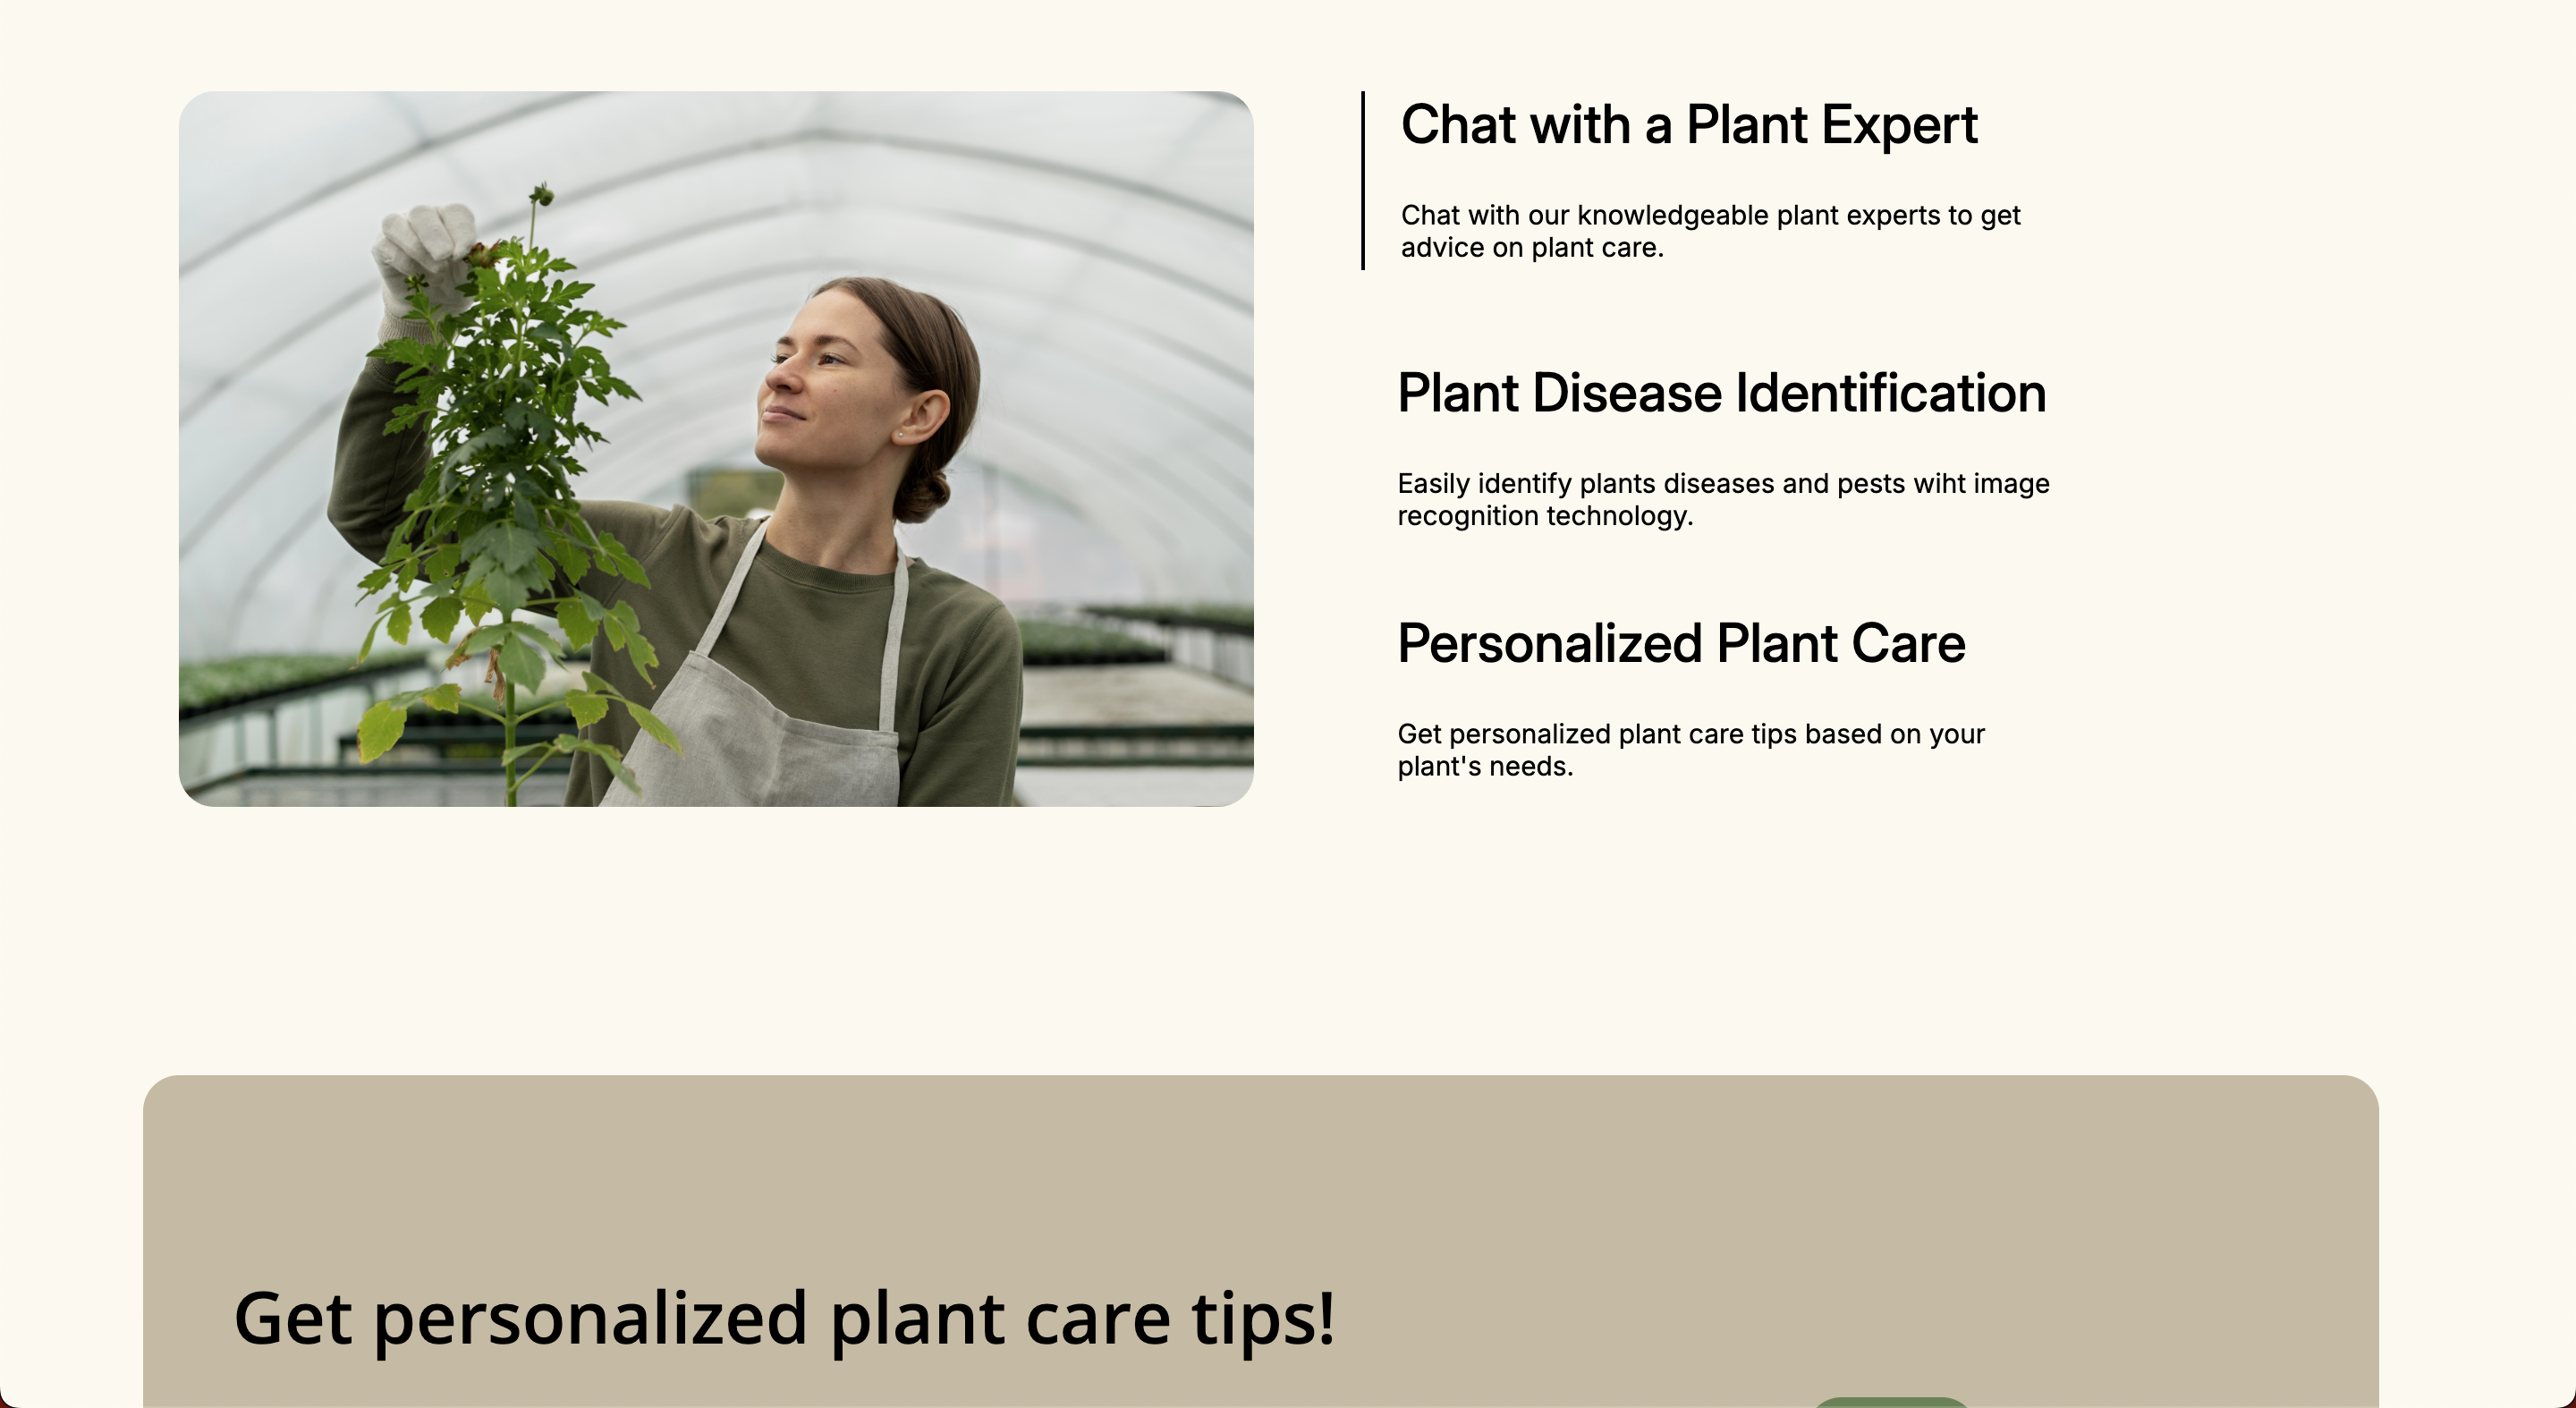 Chat with a Plant Expert
Chat with our knowledgeable plant experts to get
advice on plant care.
Plant Disease Identification
Easily identify plants diseases and pests wiht image
recognition technology.
Personalized Plant Care
Get personalized plant care tips based on your
plant's needs.
Get personalized plant care tips!